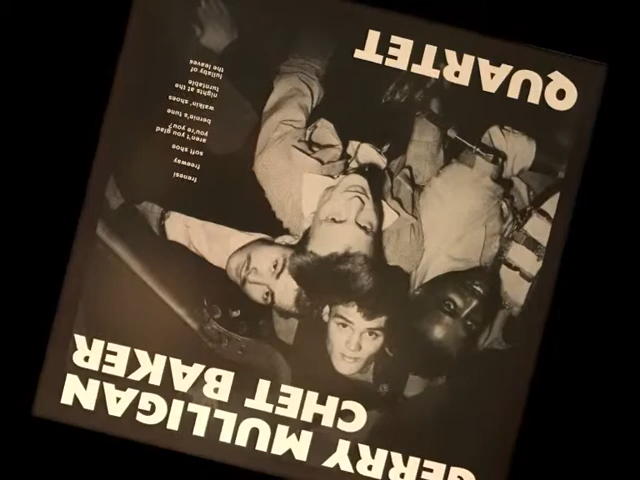 GERRY MULLIGAN
CHET BAKER
frenesi
freeway
soft shoe
aren't you glad
you're you?
bernie's tune
walkin' shoes
nights at the
turntable
lullaby of
the leaves
QUARTET